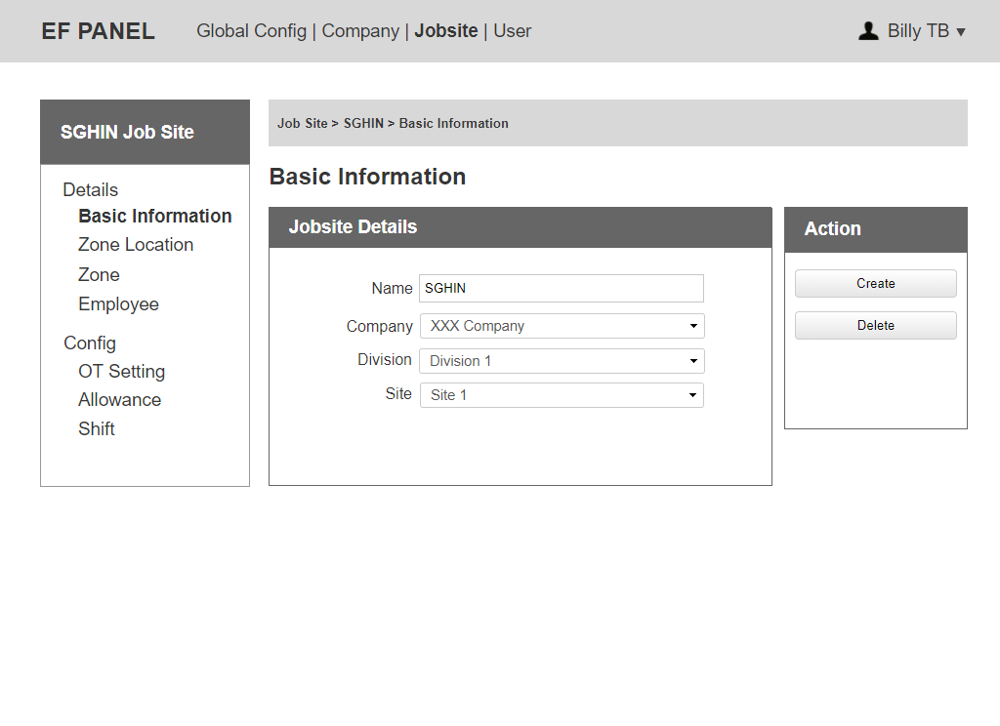 EF PANEL Global Config | Company | Jobsite | User Billy TB ▼
SGHIN Job Site
Details
Basic Information
Zone Location
Zone
Employee
Config
OT Setting
Allowance
Shift
Job Site > SGHIN > Basic Information
Basic Information
Jobsite Details
Name SGHIN
Company XXX Company
Division Division 1
Site Site 1
Action
Create
Delete